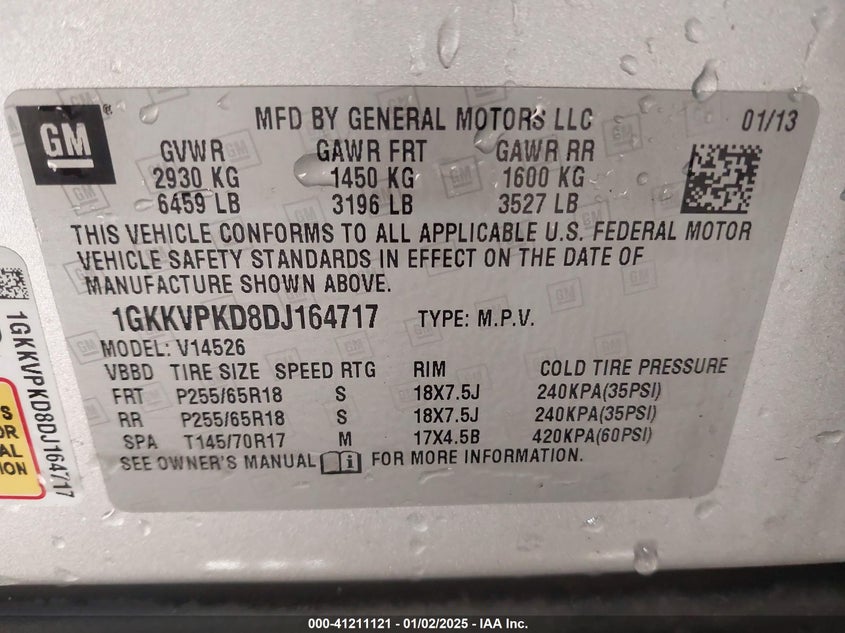 GM
MFD BY GENERAL MOTORS LLC 01/13
GVWR GAWR FRT GAWR RR
2930 KG 1450 KG 1600 KG
6459 LB 3196 LB 3527 LB
THIS VEHICLE CONFORMS TO ALL APPLICABLE U.S. FEDERAL MOTOR
VEHICLE SAFETY STANDARDS IN EFFECT ON THE DATE OF
MANUFACTURE SHOWN ABOVE.
1GKKVPKD8DJ164717 TYPE: M.P.V.
MODEL: V14526
VBBD TIRE SIZE SPEED RTG RIM COLD TIRE PRESSURE
FRT P255/65R18 S 18X7.5J 240KPA(35PSI)
RR P255/65R18 S 18X7.5J 240KPA(35PSI)
SPA T145/70R17 M 17X4.5B 420KPA(60PSI)
SEE OWNER'S MANUAL i FOR MORE INFORMATION.
1GKKVPKD8DJ164717
S
OR
AL
ION
000-41211121 - 01/02/2025 - IAA Inc.